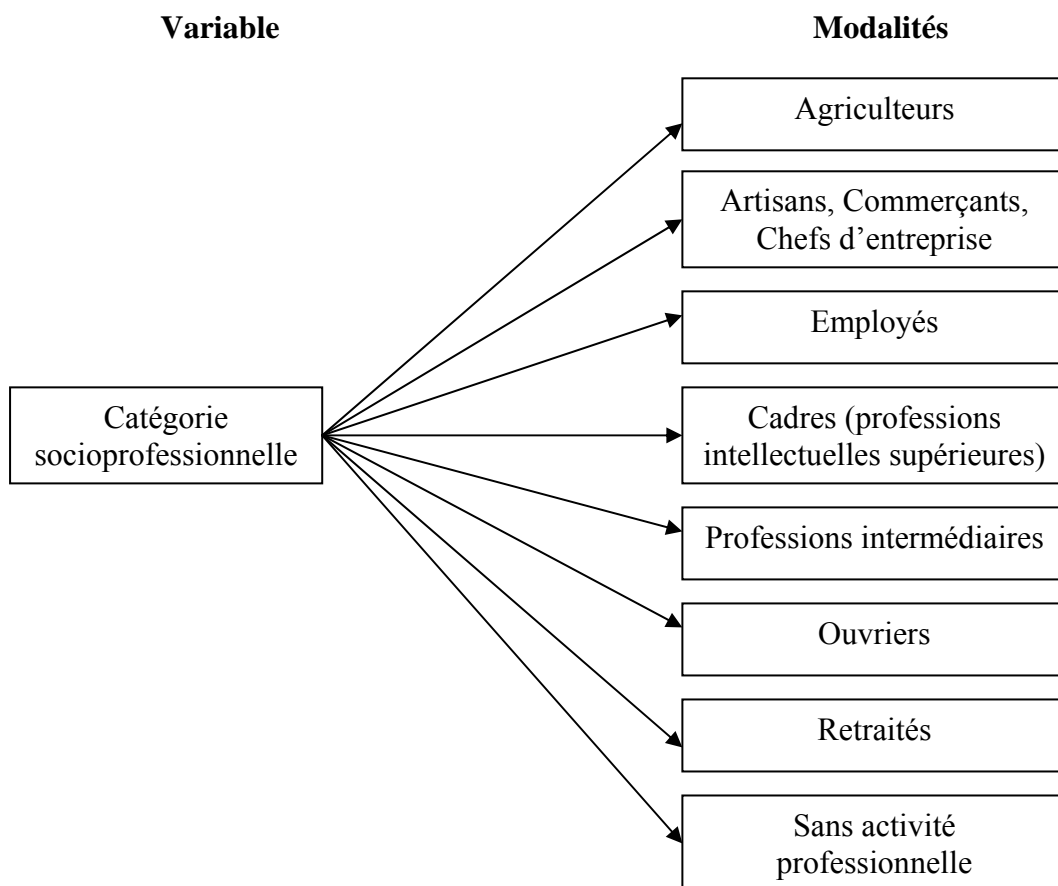 Variable
Modalités
Agriculteurs
Artisans, Commerçants,
Chefs d’entreprise
Employés
Catégorie
socioprofessionnelle
Cadres (professions
intellectuelles supérieures)
Professions intermédiaires
Ouvriers
Retraités
Sans activité
professionnelle